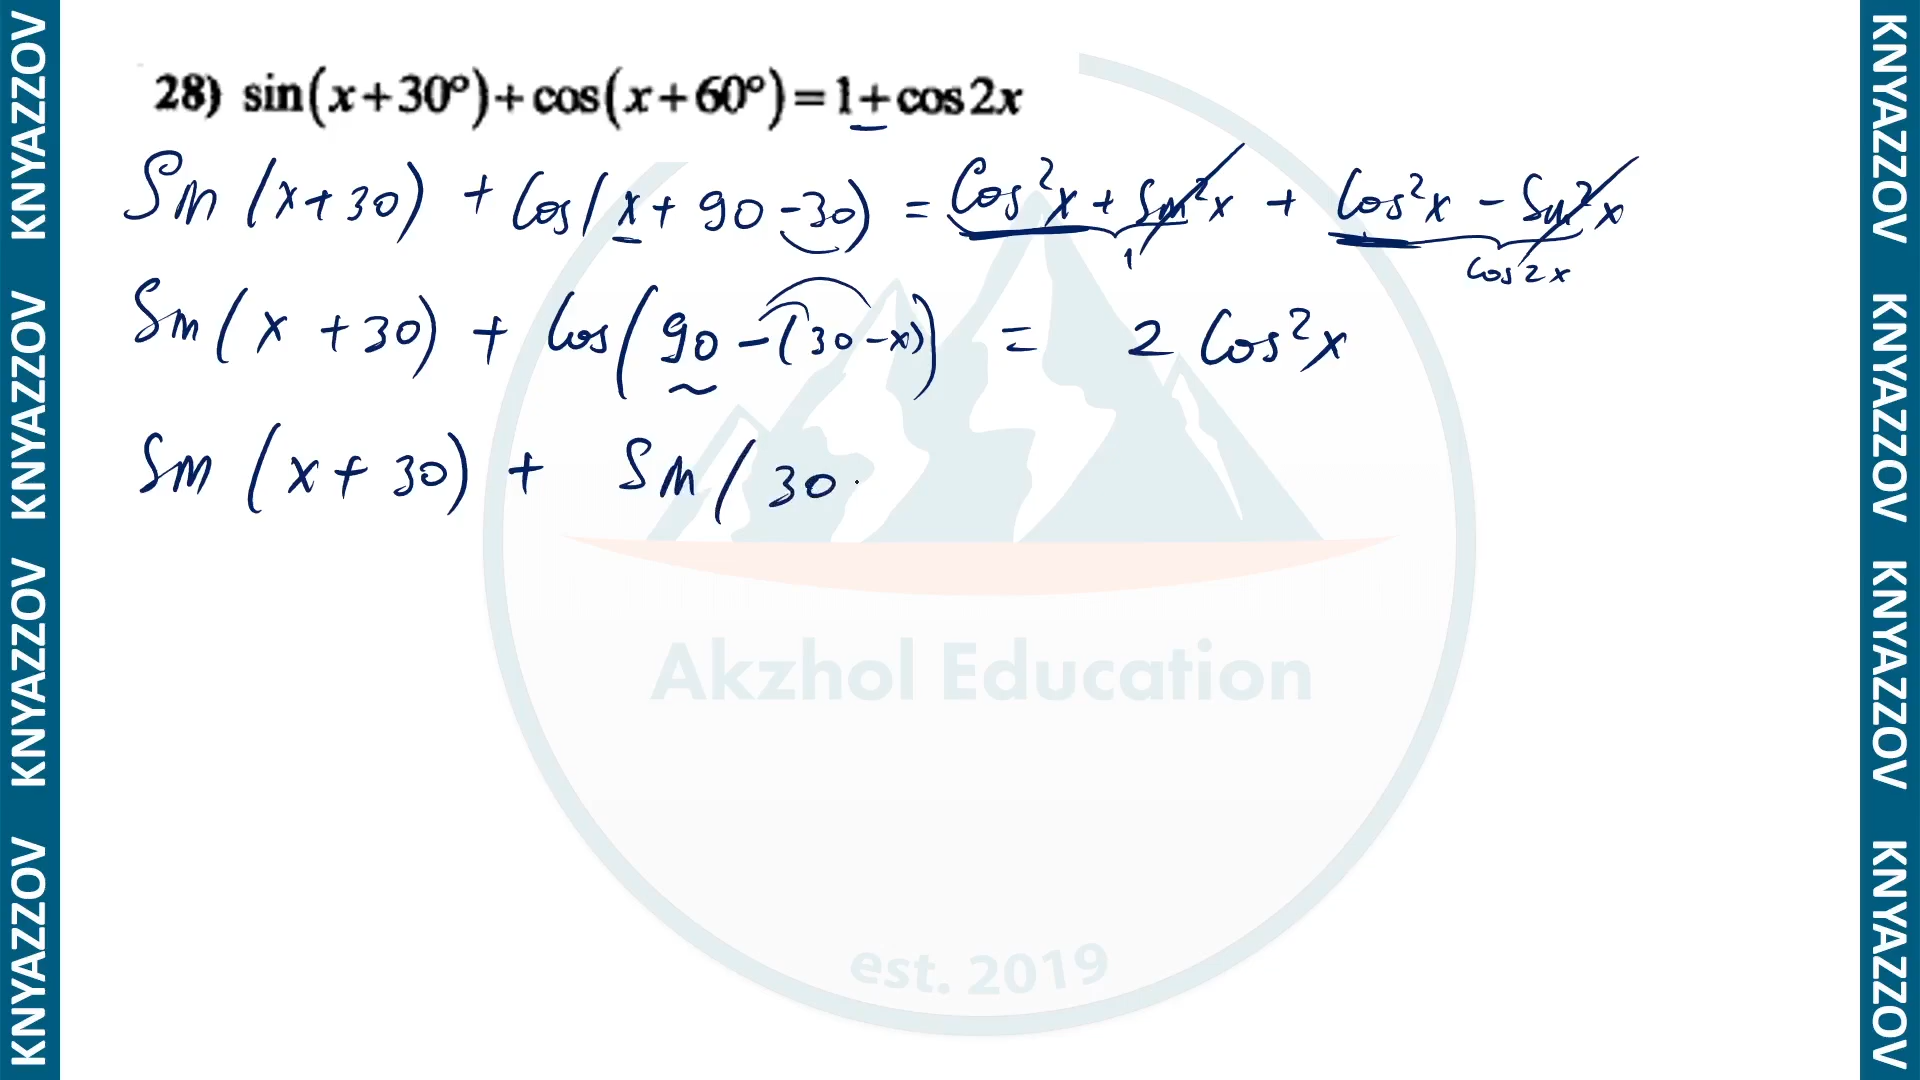 KNYAZZOV KNYAZZOV KNYAZZOV KNYAZZOV
28) sin(x+30°)+cos(x+60°)=1+cos2x
Sin (x+30) + Cos(x+90-30) = Cos²x + Sin²x + Cos²x - Sin²x
1
Cos2x
Sin (x+30) + Cos(90-(30-x)) = 2 Cos²x
Sin (x+30) + Sin (30
Akzhol Education
est. 2019
KNYAZZOV KNYAZZOV KNYAZZOV KNYAZZOV